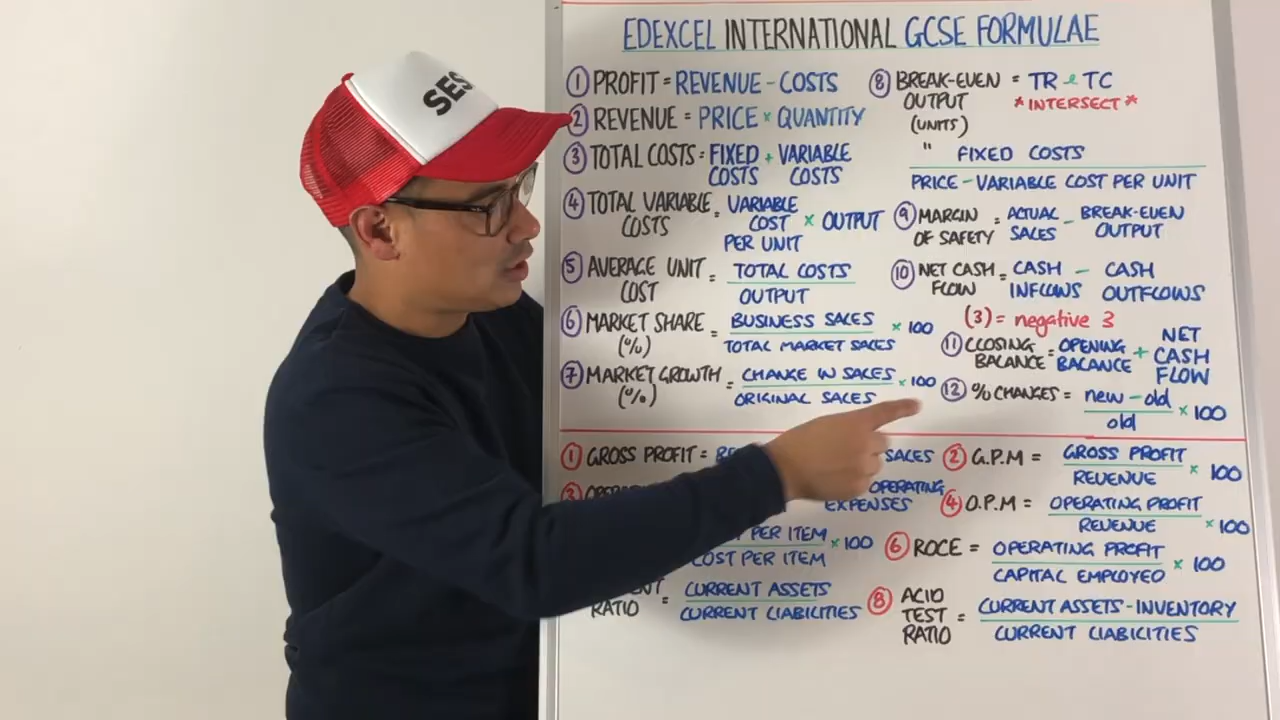 SES
EDEXCEL INTERNATIONAL GCSE FORMULAE
① PROFIT = REVENUE - COSTS
② REVENUE = PRICE × QUANTITY
③ TOTAL COSTS = FIXED COSTS + VARIABLE COSTS
④ TOTAL VARIABLE COSTS = VARIABLE COST PER UNIT × OUTPUT
⑤ AVERAGE UNIT COST = TOTAL COSTS
OUTPUT
⑥ MARKET SHARE (%) = BUSINESS SALES × 100
TOTAL MARKET SALES
⑦ MARKET GROWTH (%) = CHANGE IN SALES × 100
ORIGINAL SALES
⑧ BREAK-EVEN OUTPUT (UNITS) = TR & TC
*INTERSECT*
" FIXED COSTS
PRICE - VARIABLE COST PER UNIT
⑨ MARGIN OF SAFETY = ACTUAL SALES - BREAK-EVEN OUTPUT
⑩ NET CASH FLOW = CASH INFLOWS - CASH OUTFLOWS
(3) = negative 3
⑪ CLOSING BALANCE = OPENING BALANCE + NET CASH FLOW
⑫ % CHANGES = new - old × 100
old
① GROSS PROFIT = SALES
② G.P.M = GROSS PROFIT × 100
REVENUE
③ OPERATING EXPENSES
④ O.P.M = OPERATING PROFIT × 100
REVENUE
PER ITEM × 100
COST PER ITEM
⑥ ROCE = OPERATING PROFIT × 100
CAPITAL EMPLOYED
RATIO = CURRENT ASSETS
CURRENT LIABILITIES
⑧ ACID TEST RATIO = CURRENT ASSETS - INVENTORY
CURRENT LIABILITIES